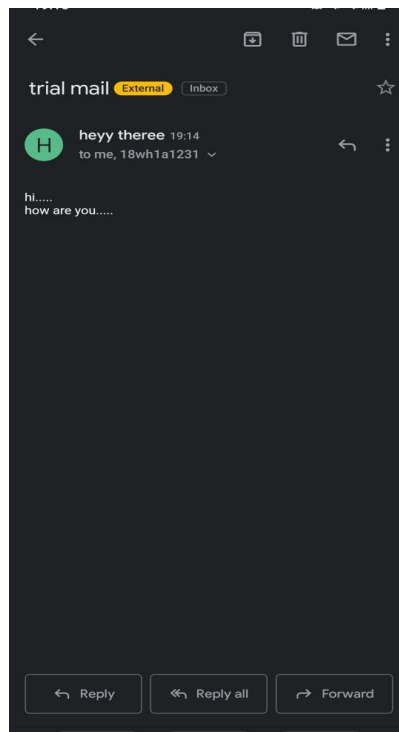 trial mail External Inbox
H
heyy theree 19:14
to me, 18wh1a1231
hi.....
how are you.....
Reply
Reply all
Forward